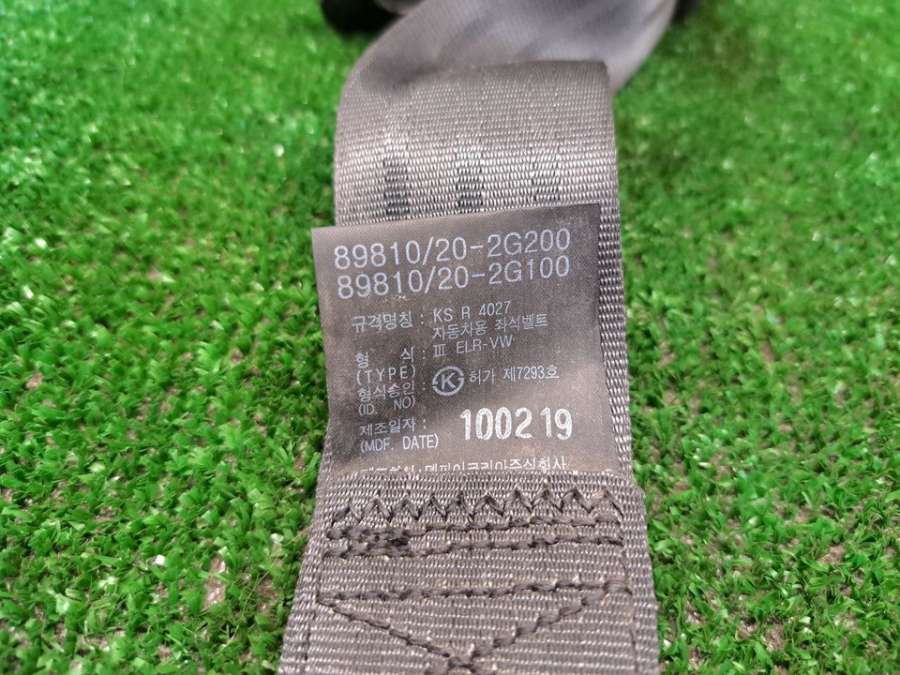 89810/20-2G200
89810/20-2G100
규격명칭 : KS R 4027
자동차용 좌석벨트
형 식 : Ⅲ ELR-VW
(TYPE)
형식승인 : K 허가 제7293호
(ID. NO)
제조일자 : 100219
(MDF. DATE)